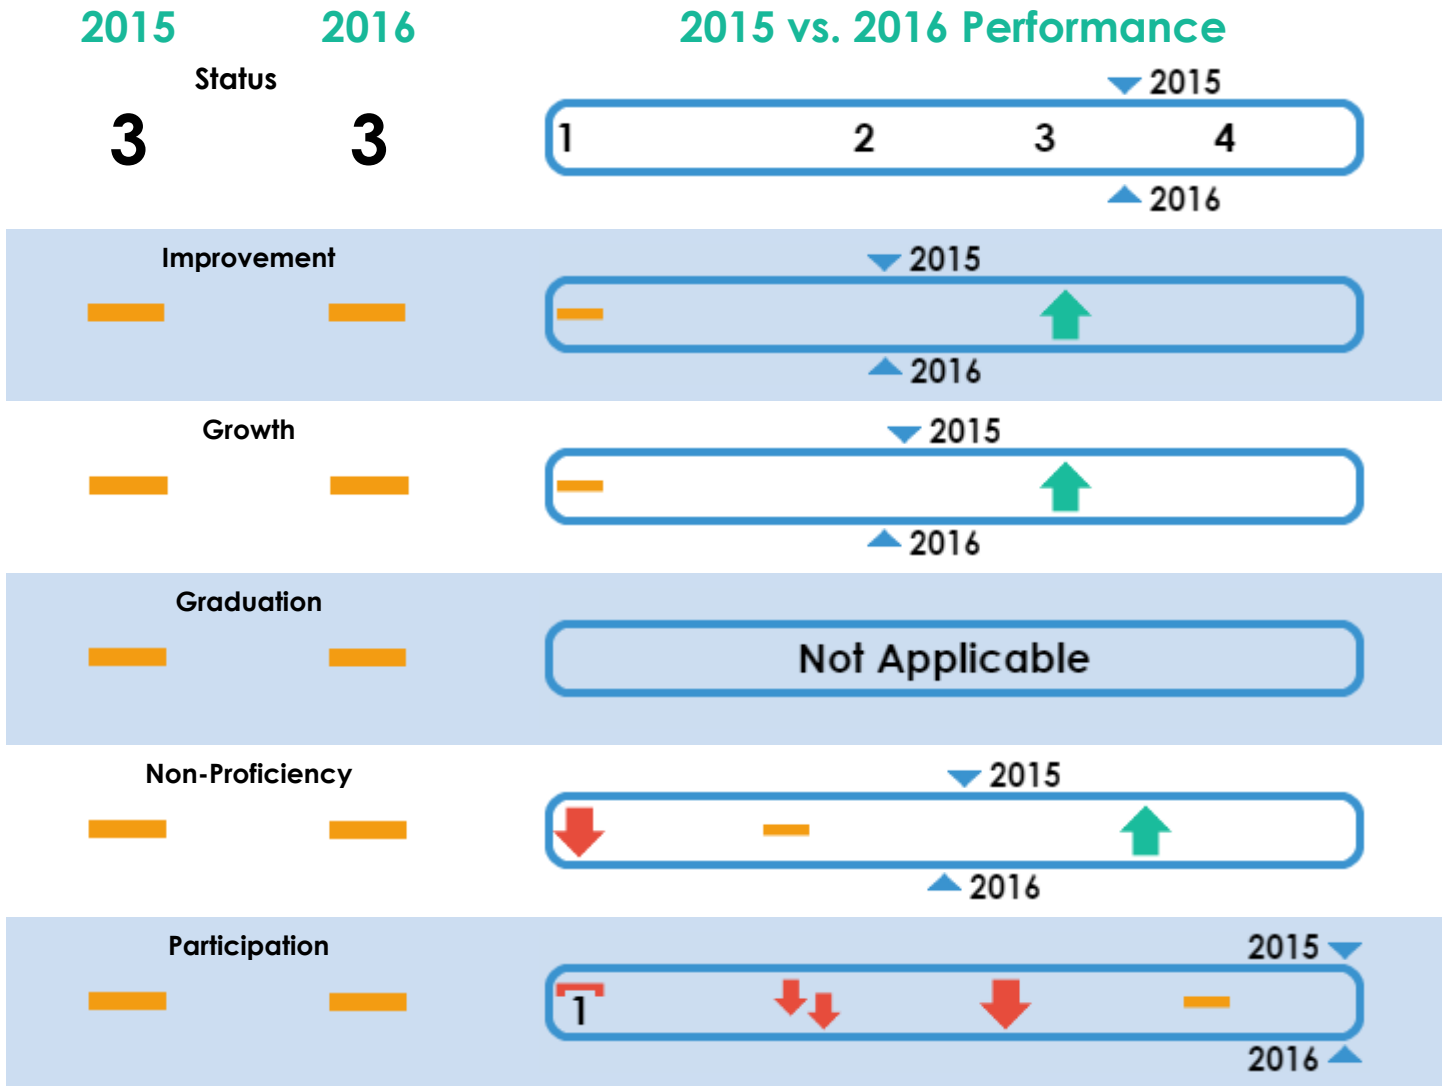 2015 2016 2015 vs. 2016 Performance
Status
2015
3 3 1 2 3 4
2016
Improvement
2015
2016
Growth
2015
2016
Graduation
Not Applicable
Non-Proficiency
2015
2016
Participation
2015
1
2016